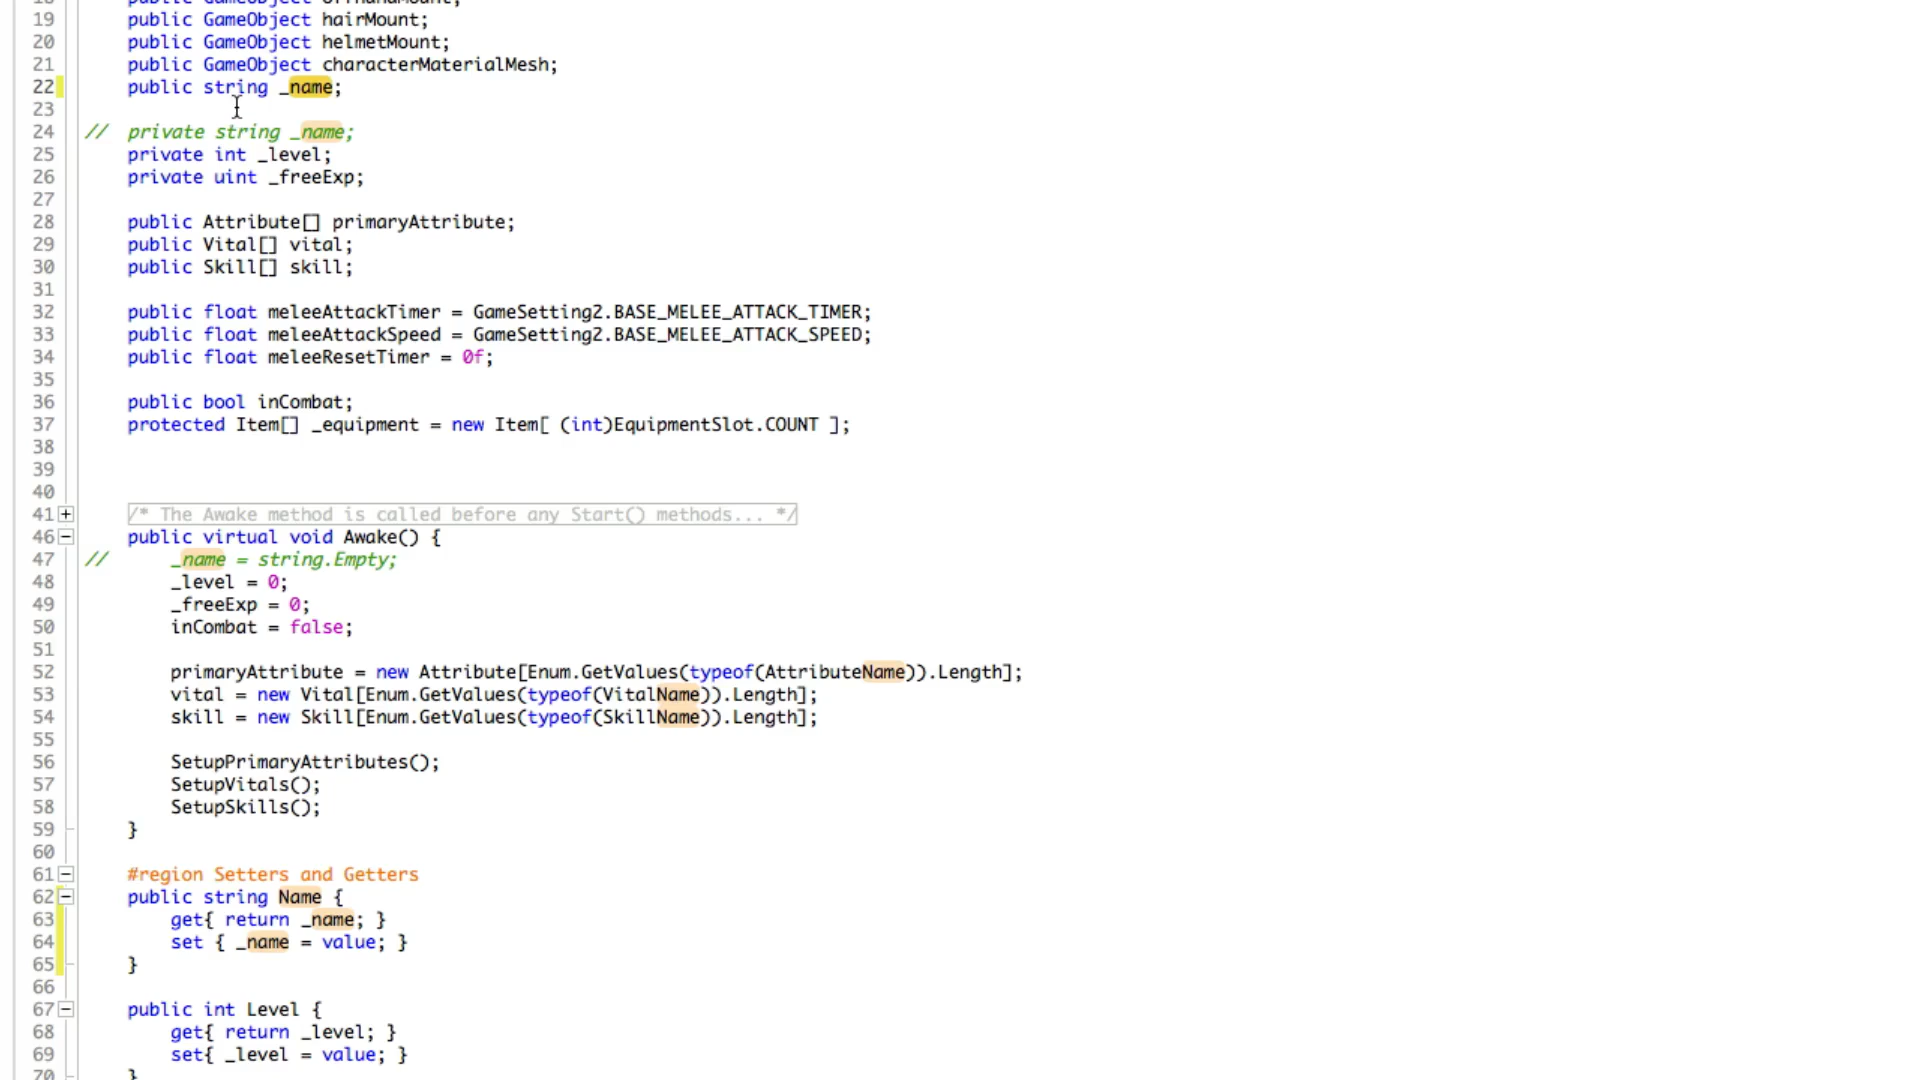 19 public GameObject hairMount;
20 public GameObject helmetMount;
21 public GameObject characterMaterialMesh;
22 public string _name;
23
24 // private string _name;
25 private int _level;
26 private uint _freeExp;
27
28 public Attribute[] primaryAttribute;
29 public Vital[] vital;
30 public Skill[] skill;
31
32 public float meleeAttackTimer = GameSetting2.BASE_MELEE_ATTACK_TIMER;
33 public float meleeAttackSpeed = GameSetting2.BASE_MELEE_ATTACK_SPEED;
34 public float meleeResetTimer = 0f;
35
36 public bool inCombat;
37 protected Item[] _equipment = new Item[ (int)EquipmentSlot.COUNT ];
38
39
40
41 /* The Awake method is called before any Start() methods... */
46 public virtual void Awake() {
47 // _name = string.Empty;
48 _level = 0;
49 _freeExp = 0;
50 inCombat = false;
51
52 primaryAttribute = new Attribute[Enum.GetValues(typeof(AttributeName)).Length];
53 vital = new Vital[Enum.GetValues(typeof(VitalName)).Length];
54 skill = new Skill[Enum.GetValues(typeof(SkillName)).Length];
55
56 SetupPrimaryAttributes();
57 SetupVitals();
58 SetupSkills();
59 }
60
61 #region Setters and Getters
62 public string Name {
63 get{ return _name; }
64 set { _name = value; }
65 }
66
67 public int Level {
68 get{ return _level; }
69 set{ _level = value; }
70 }